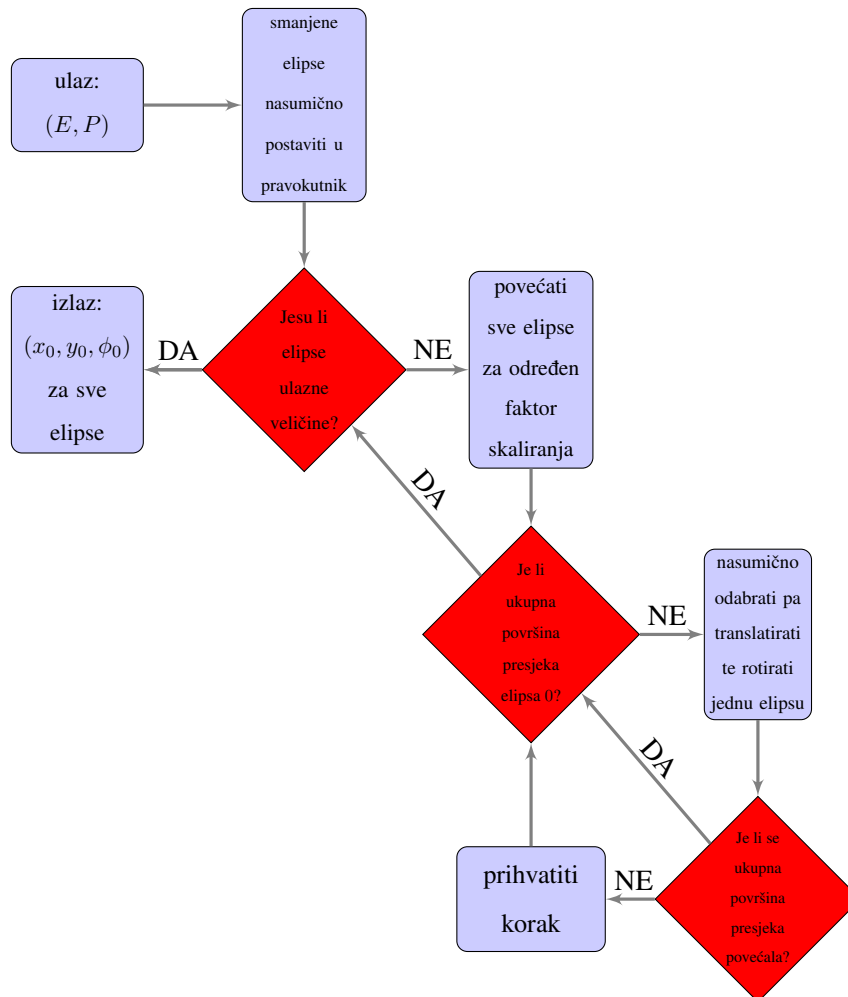 ulaz:
(E, P)
smanjene
elipse
nasumično
postaviti u
pravokutnik
izlaz:
(x₀, y₀, ϕ₀)
za sve
elipse
DA
Jesu li
elipse
ulazne
veličine?
NE
povećati
sve elipse
za određen
faktor
skaliranja
DA
Je li
ukupna
površina
presjeka
elipsa 0?
NE
nasumično
odabrati pa
translatirati
te rotirati
jednu elipsu
DA
prihvatiti
korak
NE
Je li se
ukupna
površina
presjeka
povećala?